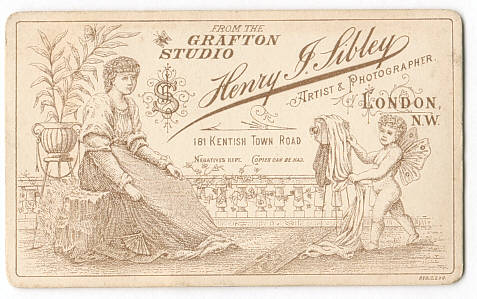 FROM THE
GRAFTON
STUDIO
Henry J. Sibley
ARTIST & PHOTOGRAPHER.
LONDON,
N.W.
181 KENTISH TOWN ROAD
NEGATIVES KEPT. COPIES CAN BE HAD.